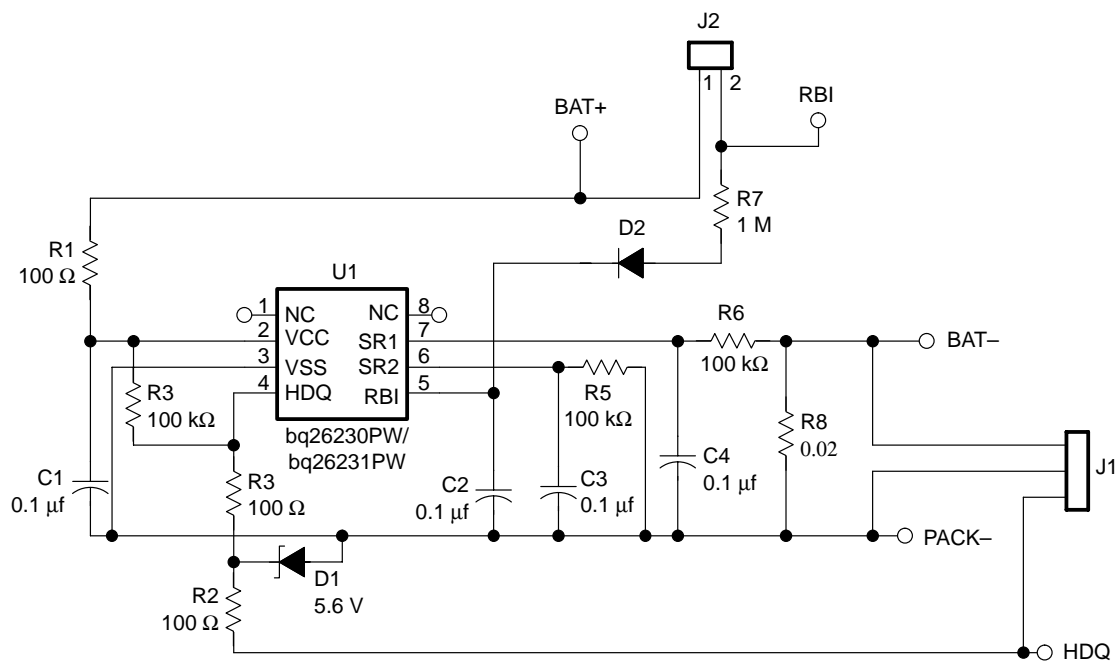 J2
1 2
RBI
BAT+
R7
1 M
D2
R1
100 Ω
U1
1 NC NC 8
2 VCC SR1 7
3 VSS SR2 6
4 HDQ RBI 5
bq26230PW/
bq26231PW
R6
100 kΩ
BAT–
R3
100 kΩ
R5
100 kΩ
R8
0.02
C1
0.1 μf
R3
100 Ω
C2
0.1 μf
C3
0.1 μf
C4
0.1 μf
J1
PACK–
D1
5.6 V
R2
100 Ω
HDQ